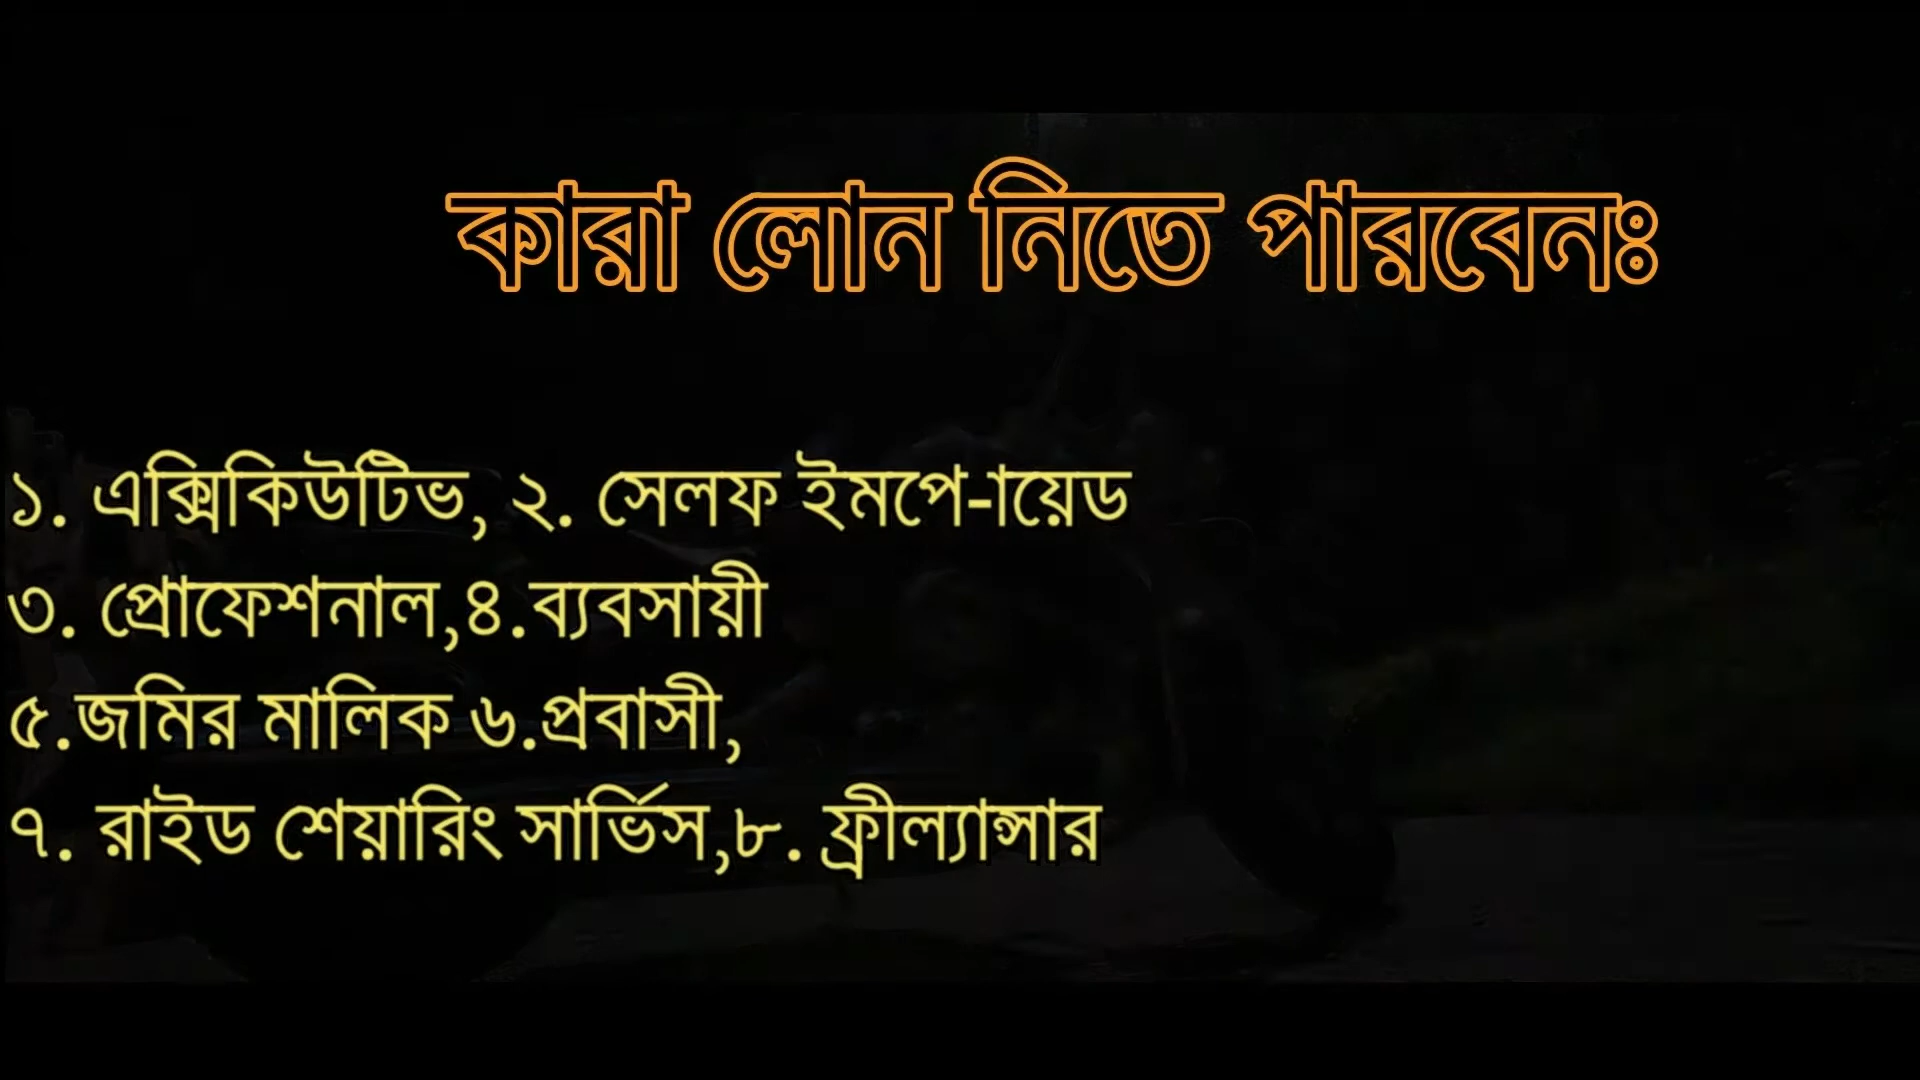 কারা লোন নিতে পারবেনঃ
১. এক্সিকিউটিভ, ২. সেলফ ইমপে-ায়েড
৩. প্রোফেশনাল,৪.ব্যবসায়ী
৫.জমির মালিক ৬.প্রবাসী,
৭. রাইড শেয়ারিং সার্ভিস,৮. ফ্রীল্যান্সার